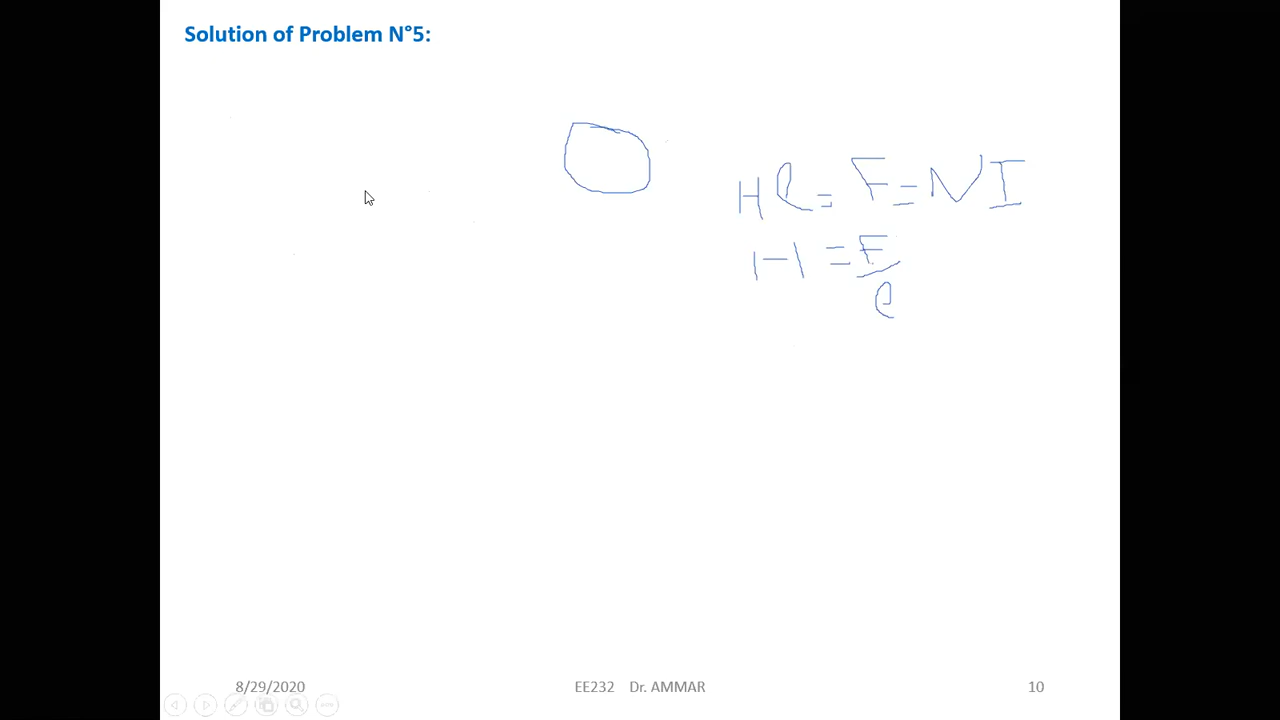 Solution of Problem N°5:
Hl = F = NI
H = F/l
8/29/2020
EE232 Dr. AMMAR
10